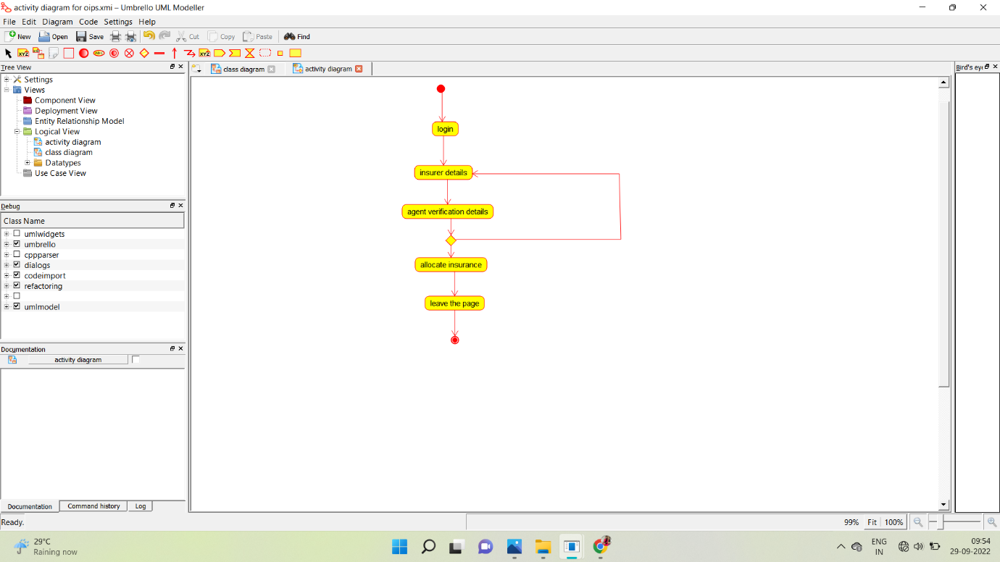 activity diagram for oips.xmi – Umbrello UML Modeller
File Edit Diagram Code Settings Help
New Open Save Cut Copy Paste Find
XYZ ABC XYZ
Tree View
class diagram activity diagram
Bird's eye
Settings
Views
Component View
Deployment View
Entity Relationship Model
Logical View
activity diagram
class diagram
Datatypes
Use Case View
login
insurer details
agent verification details
allocate insurance
leave the page
Debug
Class Name
umlwidgets
umbrello
cppparser
dialogs
codeimport
refactoring
umlmodel
Documentation
activity diagram
Documentation Command history Log
Ready.
99% Fit 100%
29°C
Raining now
ENG
IN
09:54
29-09-2022